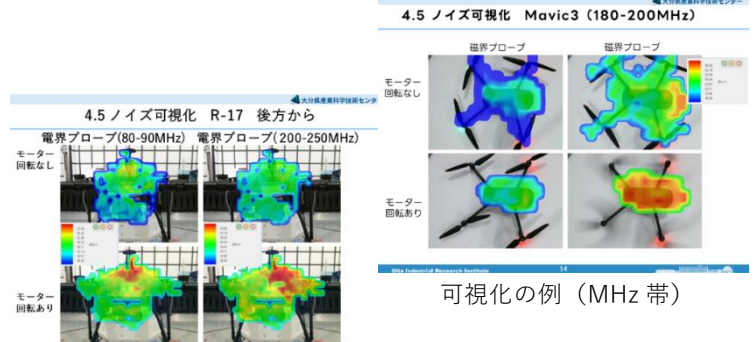 大分県産業科学技術センター
4.5 ノイズ可視化 Mavic3（180-200MHz）
磁界プローブ 磁界プローブ
モーター
回転なし
モーター
回転あり
Oita Industrial Research Institute 14
可視化の例（MHz 帯）
大分県産業科学技術センタ
4.5 ノイズ可視化 R-17 後方から
電界プローブ(80-90MHz) 電界プローブ(200-250MHz)
モーター
回転なし
モーター
回転あり